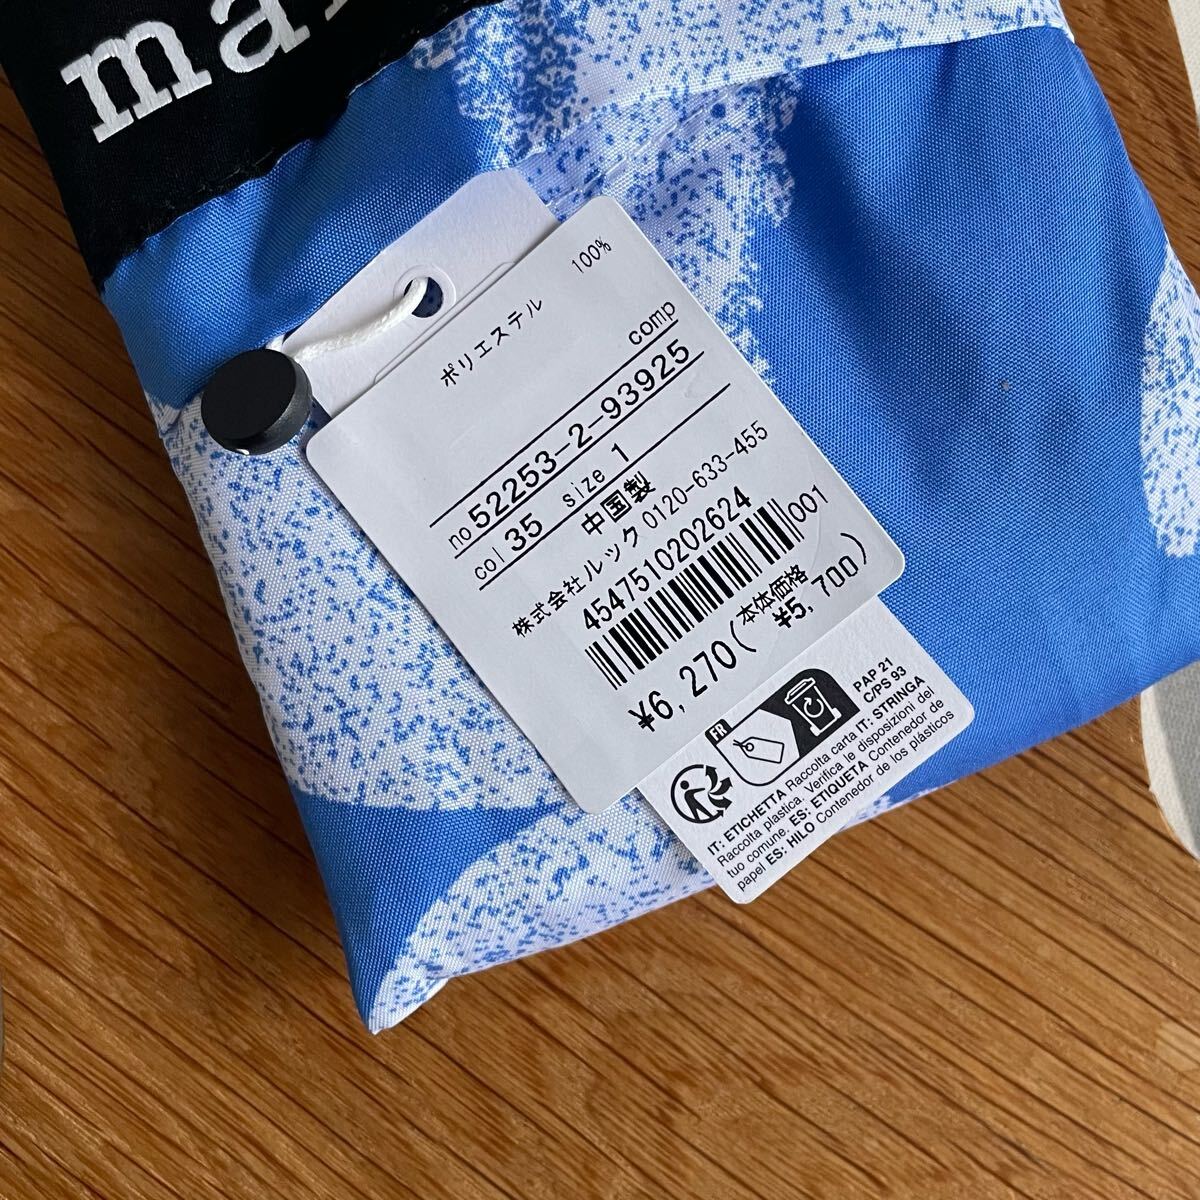 ma
ポリエステル 100%
comp
no 52253-2-93925
col 35 size 1
中国製
株式会社ルック 0120-633-455
4547510202624
001
¥6,270(本体価格 ¥5,700)
FR
PAP 21
C/PS 93
IT: ETICHETTA Raccolta carta IT: STRINGA
Raccolta plastica. Verifica le disposizioni del
tuo comune. ES: ETIQUETA Contenedor de
papel ES: HILO Contenedor de los plásticos